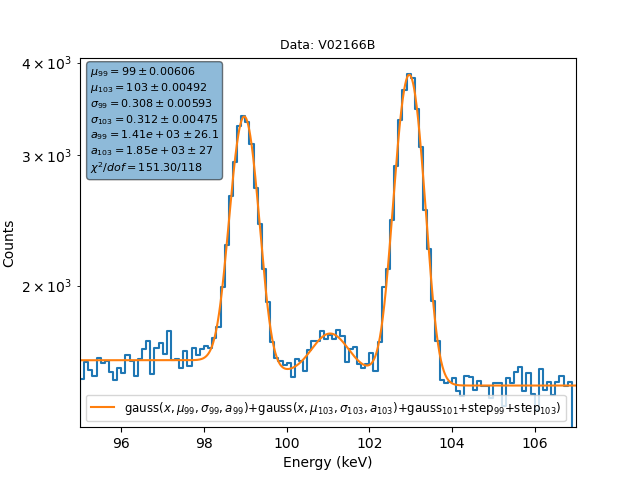 Data: V02166B
4 × 10³
3 × 10³
2 × 10³
Counts
μ₉₉ = 99 ± 0.00606
μ₁₀₃ = 103 ± 0.00492
σ₉₉ = 0.308 ± 0.00593
σ₁₀₃ = 0.312 ± 0.00475
a₉₉ = 1.41e + 03 ± 26.1
a₁₀₃ = 1.85e + 03 ± 27
χ²/dof = 151.30/118
gauss(x, μ₉₉, σ₉₉, a₉₉)+gauss(x, μ₁₀₃, σ₁₀₃, a₁₀₃)+gauss₁₀₁+step₉₉+step₁₀₃)
96 98 100 102 104 106
Energy (keV)